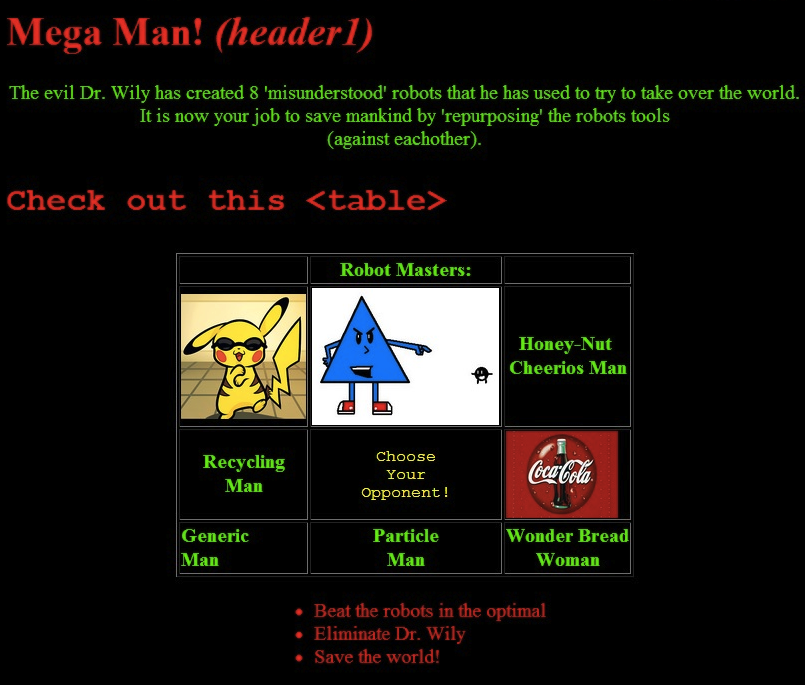 Mega Man! (header1)
The evil Dr. Wily has created 8 'misunderstood' robots that he has used to try to take over the world.
It is now your job to save mankind by 'repurposing' the robots tools
(against eachother).
Check out this <table>
Robot Masters:
Honey-Nut
Cheerios Man
Recycling
Man
Choose
Your
Opponent!
Coca-Cola
Generic
Man
Particle
Man
Wonder Bread
Woman
• Beat the robots in the optimal
• Eliminate Dr. Wily
• Save the world!